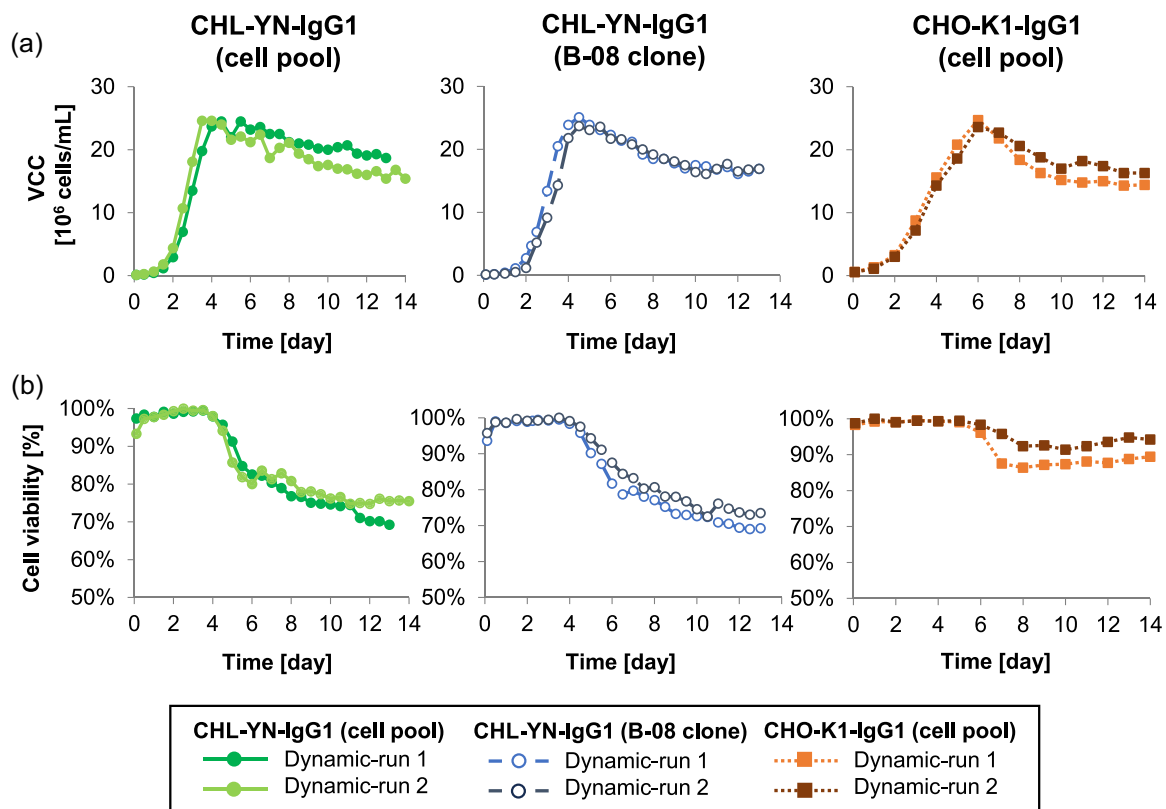 (a)
CHL-YN-IgG1
(cell pool)
CHL-YN-IgG1
(B-08 clone)
CHO-K1-IgG1
(cell pool)
VCC
[10⁶ cells/mL]
30
20
10
0
0 2 4 6 8 10 12 14
Time [day]
30
20
10
0
0 2 4 6 8 10 12 14
Time [day]
30
20
10
0
0 2 4 6 8 10 12 14
Time [day]
(b)
Cell viability [%]
100%
90%
80%
70%
60%
50%
0 2 4 6 8 10 12 14
Time [day]
100%
90%
80%
70%
60%
50%
0 2 4 6 8 10 12 14
Time [day]
100%
90%
80%
70%
60%
50%
0 2 4 6 8 10 12 14
Time [day]
CHL-YN-IgG1 (cell pool)
Dynamic-run 1
Dynamic-run 2
CHL-YN-IgG1 (B-08 clone)
Dynamic-run 1
Dynamic-run 2
CHO-K1-IgG1 (cell pool)
Dynamic-run 1
Dynamic-run 2